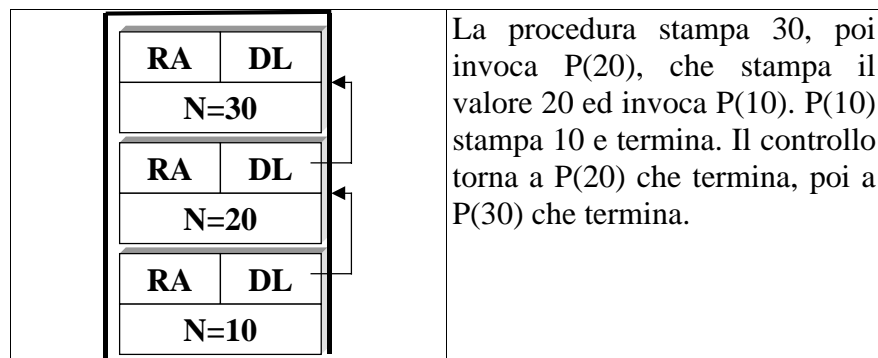 RA DL
N=30
RA DL
N=20
RA DL
N=10
La procedura stampa 30, poi
invoca P(20), che stampa il
valore 20 ed invoca P(10). P(10)
stampa 10 e termina. Il controllo
torna a P(20) che termina, poi a
P(30) che termina.